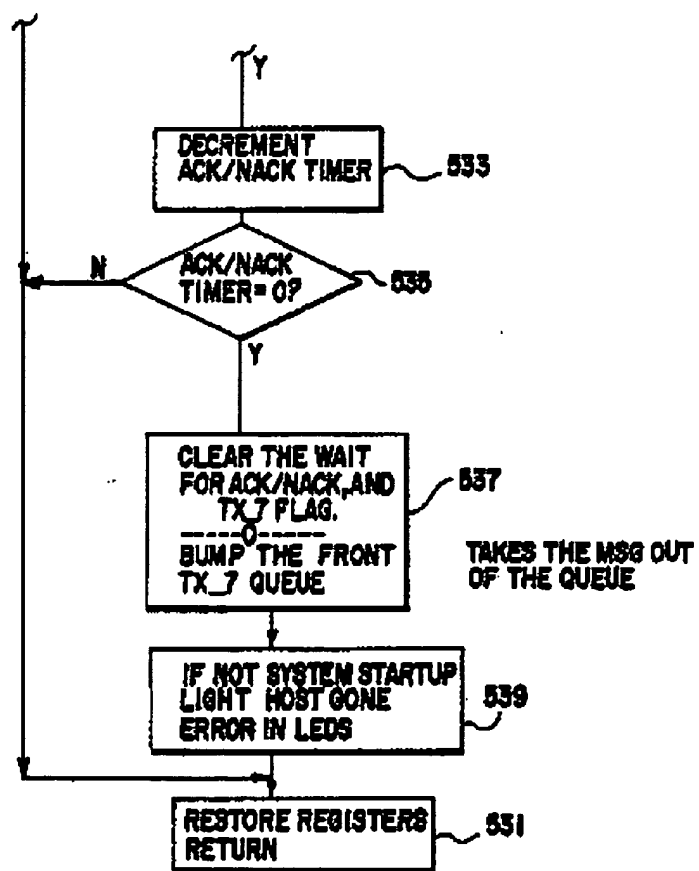 Y
DECREMENT
ACK/NACK TIMER
533
N
ACK/NACK
TIMER=0?
535
Y
CLEAR THE WAIT
FOR ACK/NACK, AND
TX_7 FLAG.
-----0-----
BUMP THE FRONT
TX_7 QUEUE
537
TAKES THE MSG OUT
OF THE QUEUE
IF NOT SYSTEM STARTUP
LIGHT HOST GONE
ERROR IN LEDS
539
RESTORE REGISTERS
RETURN
531